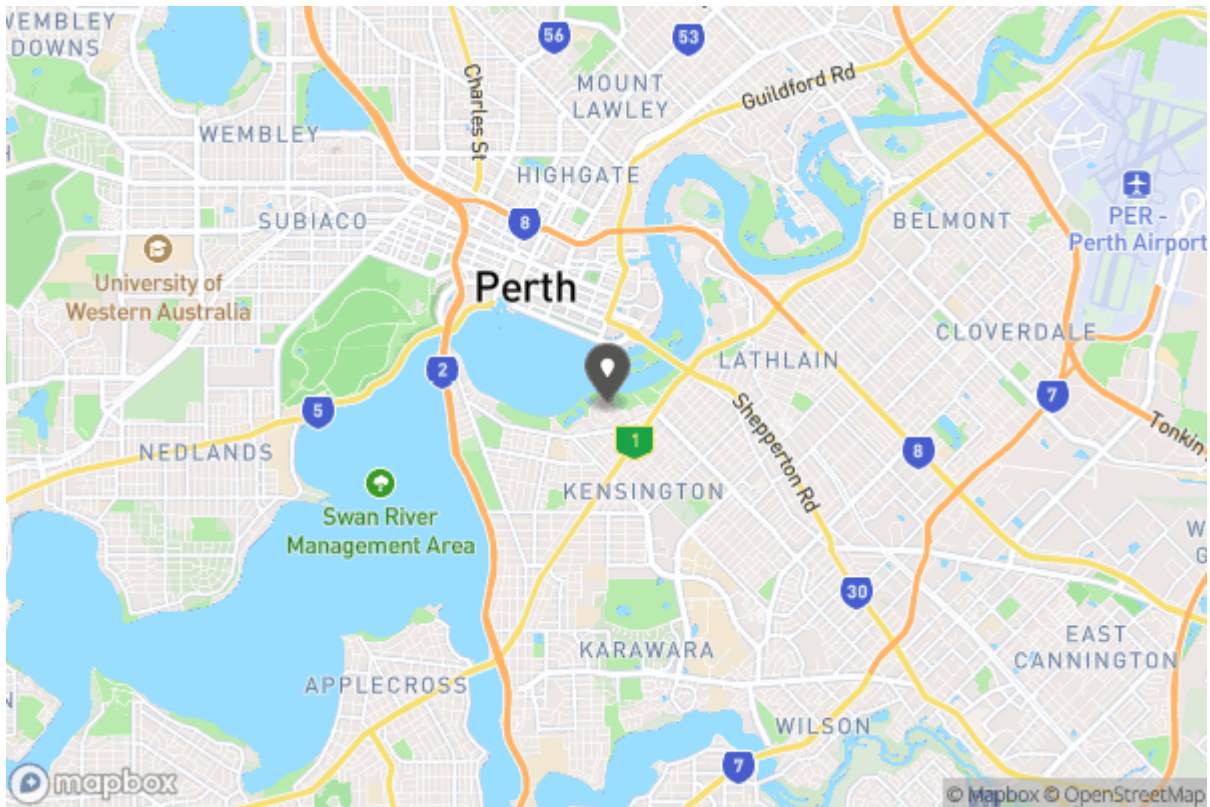 WEMBLEY
DOWNS
56
53
MOUNT
LAWLEY
Guildford Rd
Charles St
WEMBLEY
HIGHGATE
SUBIACO
8
BELMONT
PER -
Perth Airport
University of
Western Australia
Perth
CLOVERDALE
LATHLAIN
2
5
7
Shepperton Rd
Tonkin
NEDLANDS
1
8
KENSINGTON
Swan River
Management Area
30
KARAWARA
EAST
CANNINGTON
APPLECROSS
WILSON
7
mapbox
© Mapbox © OpenStreetMap